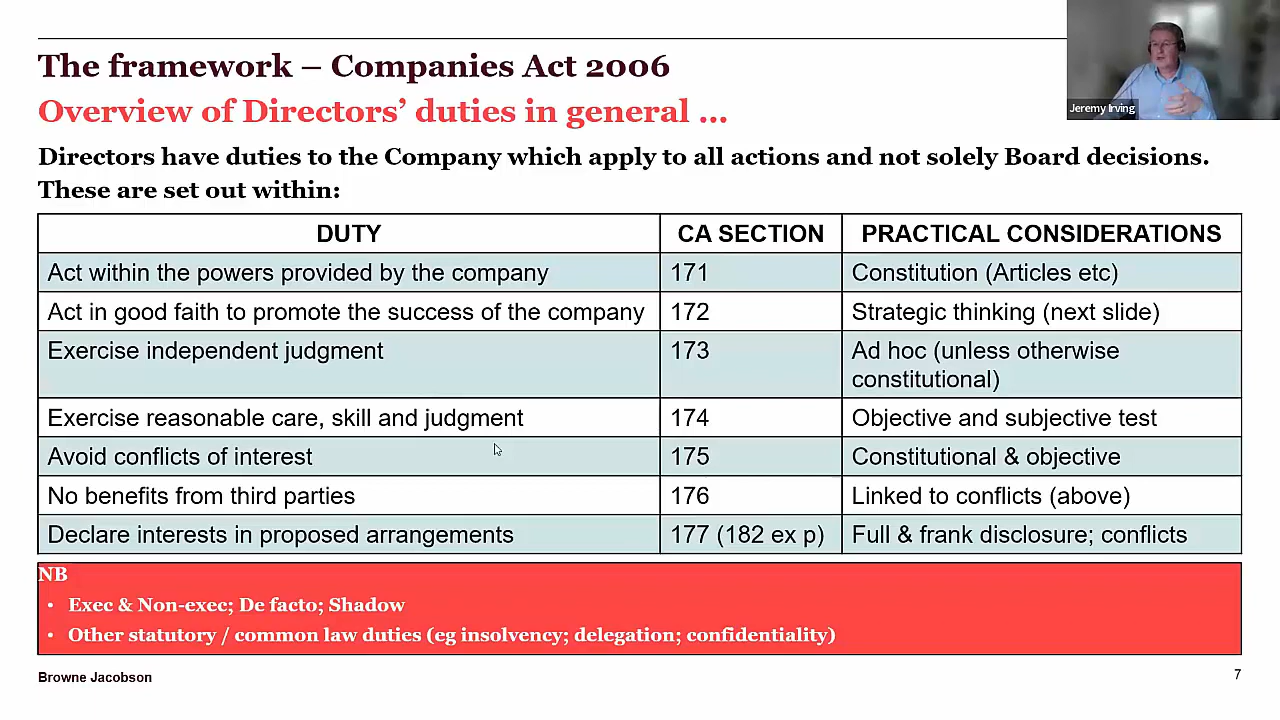 The framework – Companies Act 2006
Overview of Directors’ duties in general ...
Jeremy Irving
Directors have duties to the Company which apply to all actions and not solely Board decisions.
These are set out within:
DUTY CA SECTION PRACTICAL CONSIDERATIONS
Act within the powers provided by the company 171 Constitution (Articles etc)
Act in good faith to promote the success of the company 172 Strategic thinking (next slide)
Exercise independent judgment 173 Ad hoc (unless otherwise
constitutional)
Exercise reasonable care, skill and judgment 174 Objective and subjective test
Avoid conflicts of interest 175 Constitutional & objective
No benefits from third parties 176 Linked to conflicts (above)
Declare interests in proposed arrangements 177 (182 ex p) Full & frank disclosure; conflicts
NB
• Exec & Non-exec; De facto; Shadow
• Other statutory / common law duties (eg insolvency; delegation; confidentiality)
Browne Jacobson 7